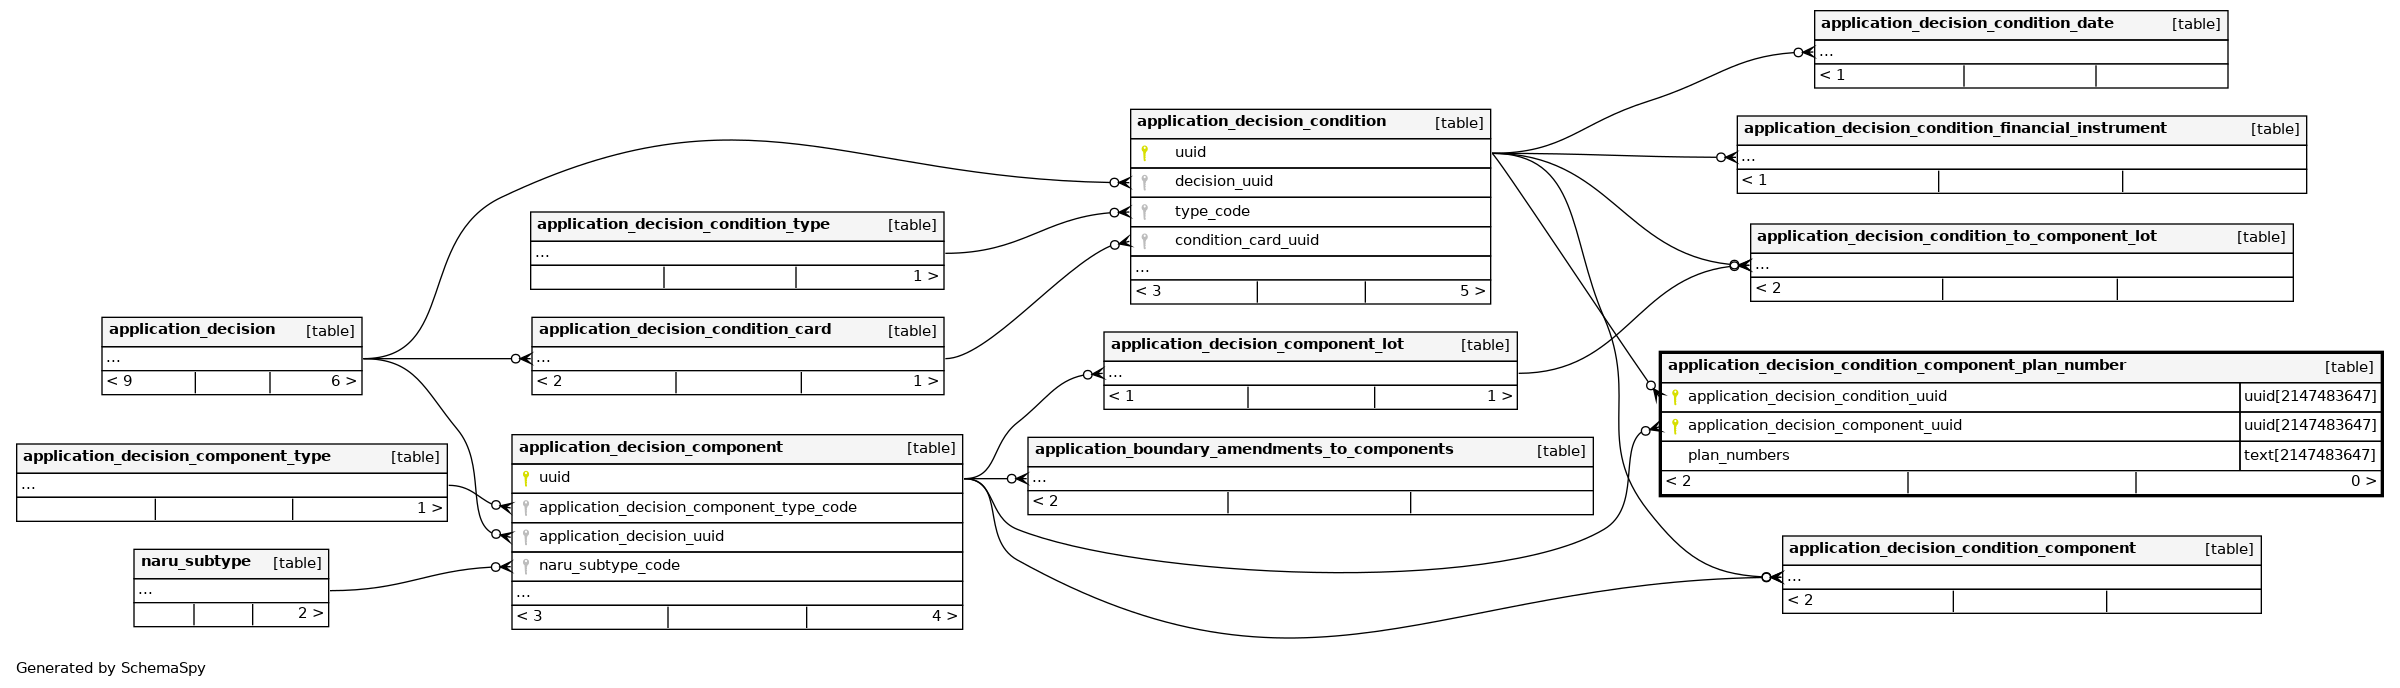 application_decision_condition_date [table]
...
< 1
application_decision_condition_financial_instrument [table]
...
< 1
application_decision_condition [table]
uuid
decision_uuid
type_code
condition_card_uuid
...
< 3 5 >
application_decision_condition_type [table]
...
1 >
application_decision_condition_to_component_lot [table]
...
< 2
application_decision [table]
...
< 9 6 >
application_decision_condition_card [table]
...
< 2 1 >
application_decision_component_lot [table]
...
< 1 1 >
application_decision_condition_component_plan_number [table]
application_decision_condition_uuid uuid[2147483647]
application_decision_component_uuid uuid[2147483647]
plan_numbers text[2147483647]
< 2 0 >
application_decision_component_type [table]
...
1 >
application_decision_component [table]
uuid
application_decision_component_type_code
application_decision_uuid
naru_subtype_code
...
< 3 4 >
application_boundary_amendments_to_components [table]
...
< 2
naru_subtype [table]
...
2 >
application_decision_condition_component [table]
...
< 2
Generated by SchemaSpy